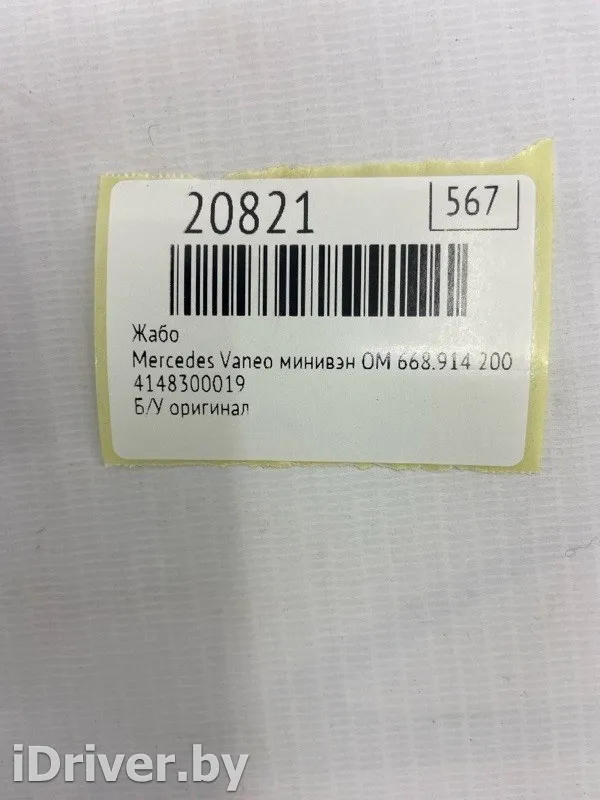 20821
567
Жабо
Mercedes Vaneo минивэн OM 668.914 200
4148300019
Б/У оригинал
iDriver.by